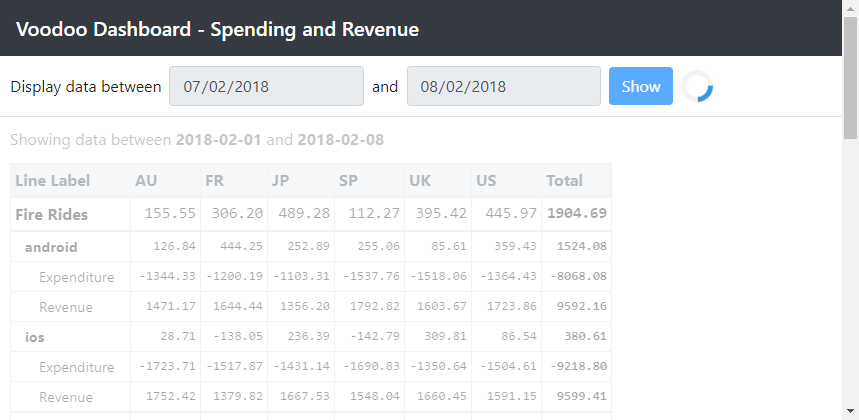 Voodoo Dashboard - Spending and Revenue
Display data between 07/02/2018 and 08/02/2018 Show
Showing data between 2018-02-01 and 2018-02-08
Line Label AU FR JP SP UK US Total
Fire Rides 155.55 306.20 489.28 112.27 395.42 445.97 1904.69
android 126.84 444.25 252.89 255.06 85.61 359.43 1524.08
Expenditure -1344.33 -1200.19 -1103.31 -1537.76 -1518.06 -1364.43 -8068.08
Revenue 1471.17 1644.44 1356.20 1792.82 1603.67 1723.86 9592.16
ios 28.71 -138.05 236.39 -142.79 309.81 86.54 380.61
Expenditure -1723.71 -1517.87 -1431.14 -1690.83 -1350.64 -1504.61 -9218.80
Revenue 1752.42 1379.82 1667.53 1548.04 1660.45 1591.15 9599.41